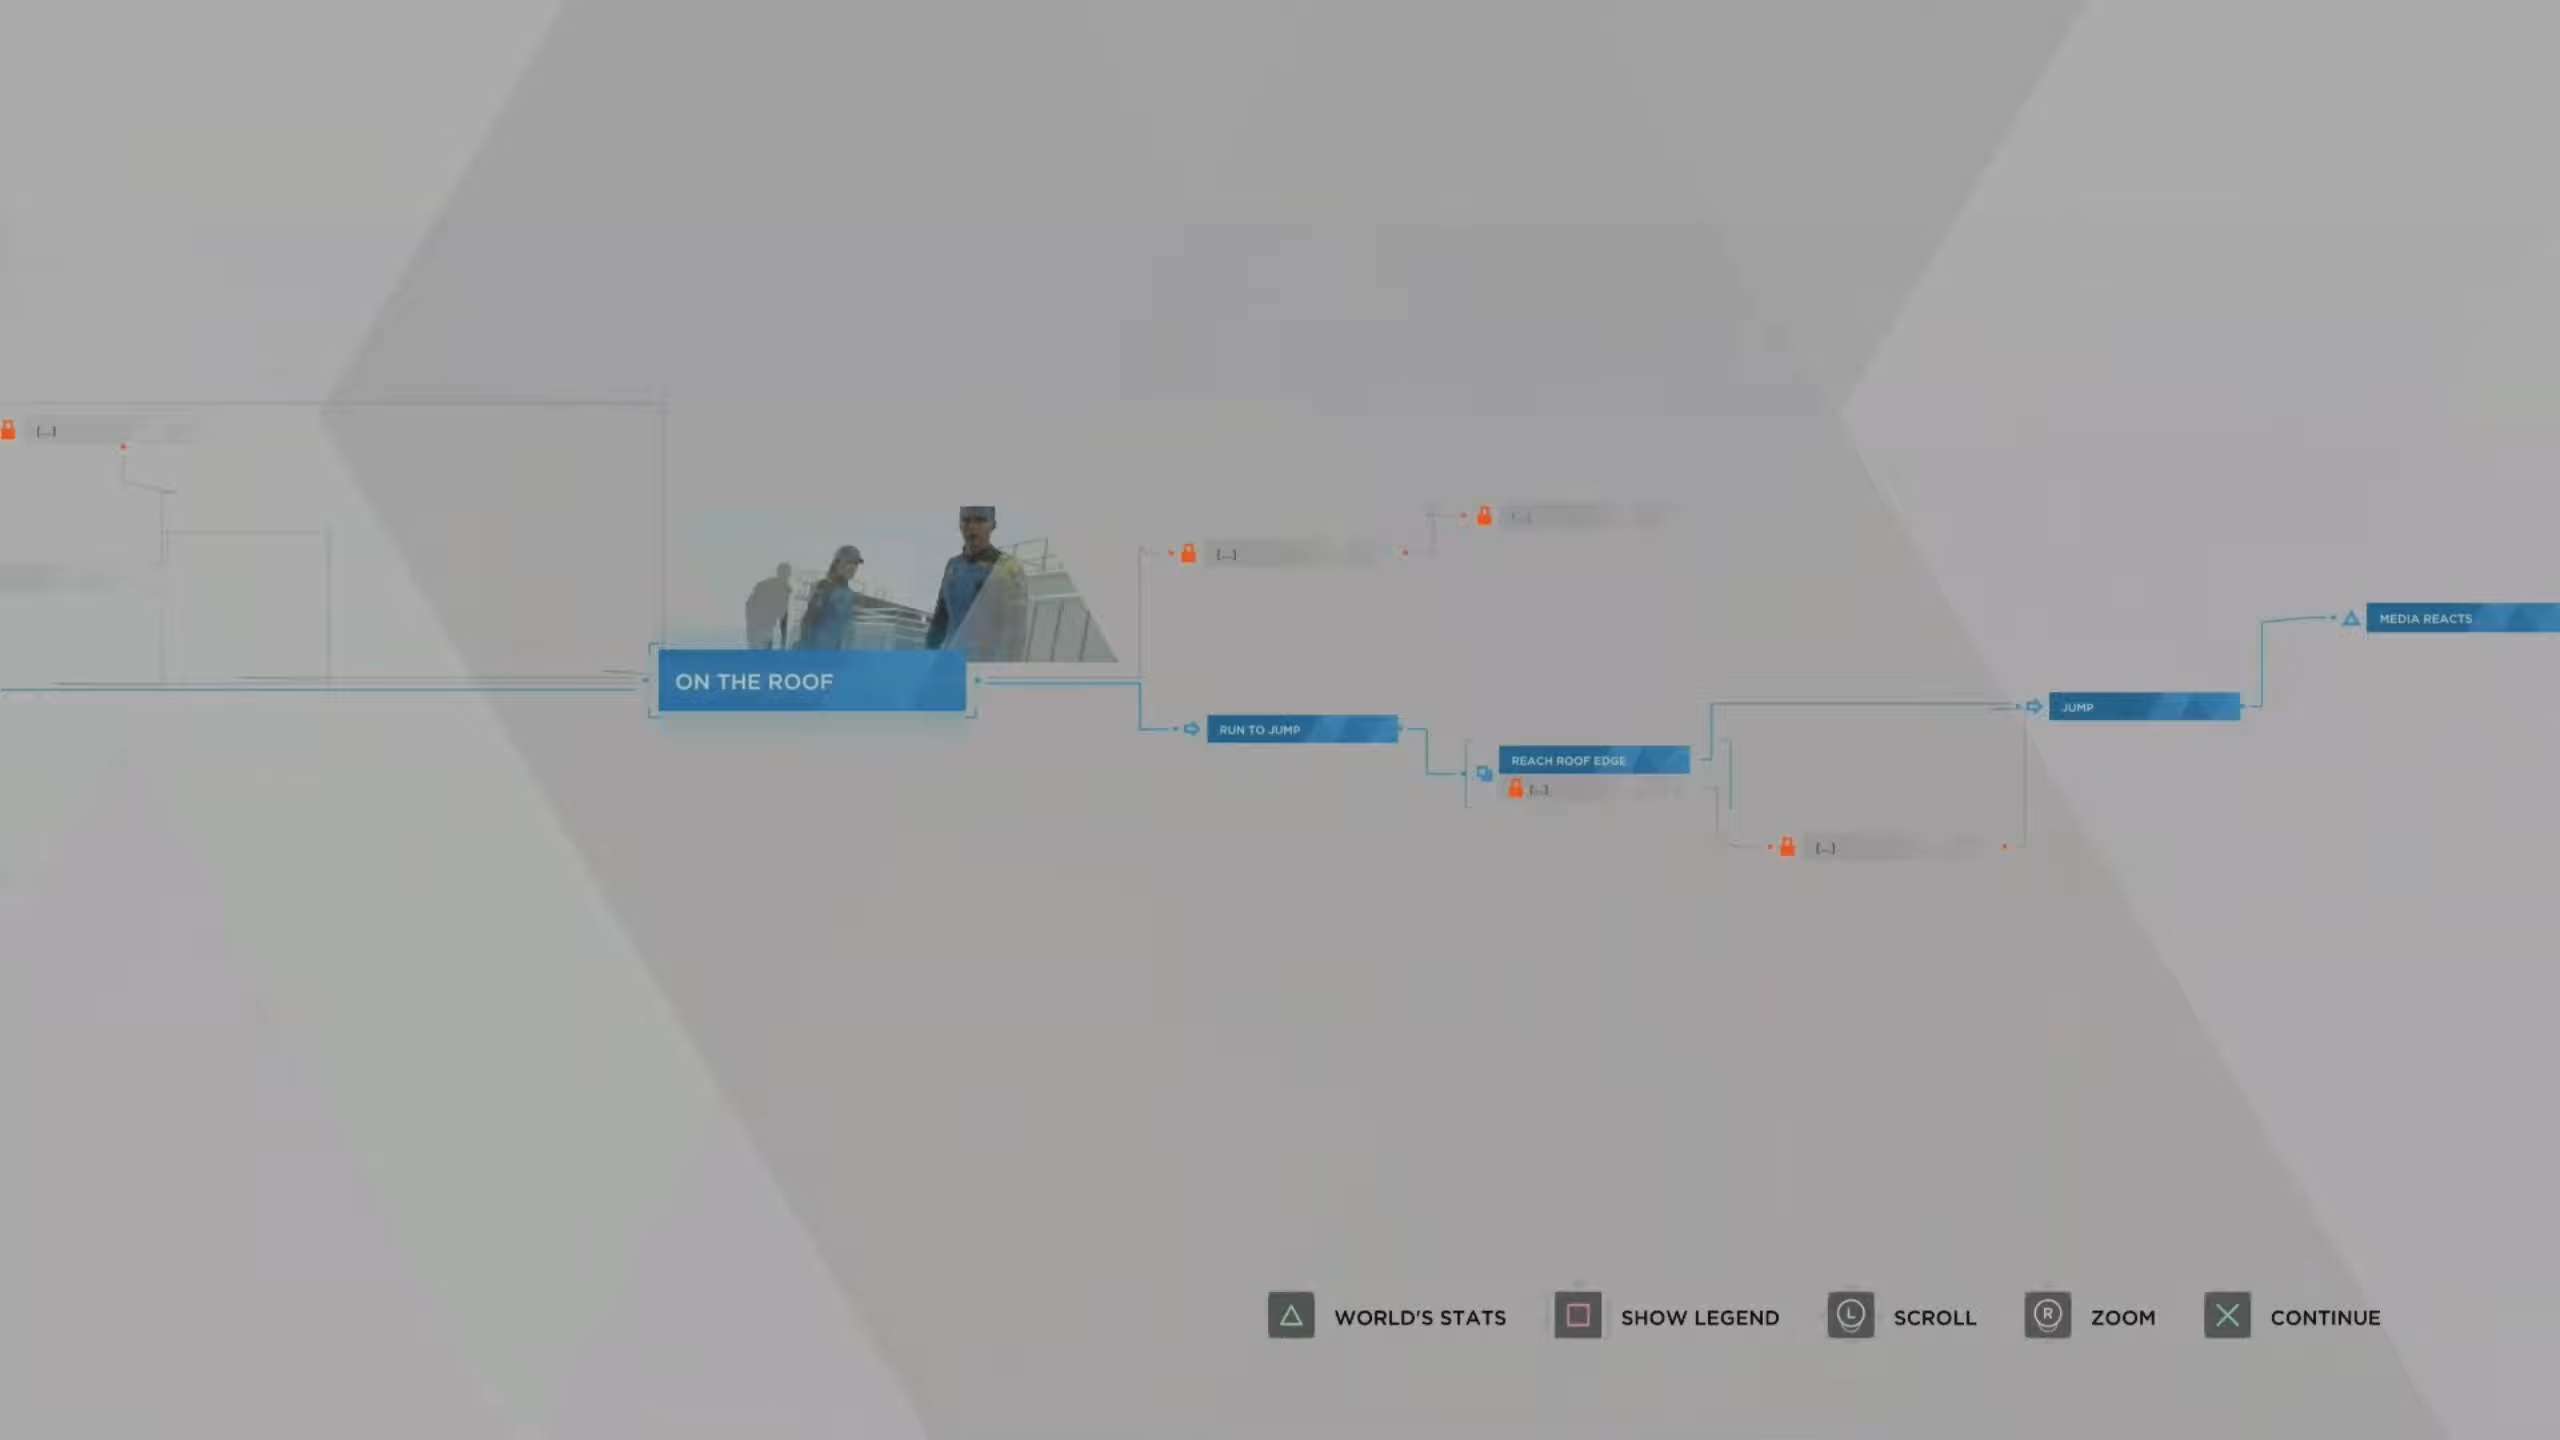 [...]
[...]
[...]
MEDIA REACTS
ON THE ROOF
JUMP
RUN TO JUMP
REACH ROOF EDGE
[...]
[...]
WORLD'S STATS
SHOW LEGEND
L
SCROLL
R
ZOOM
CONTINUE